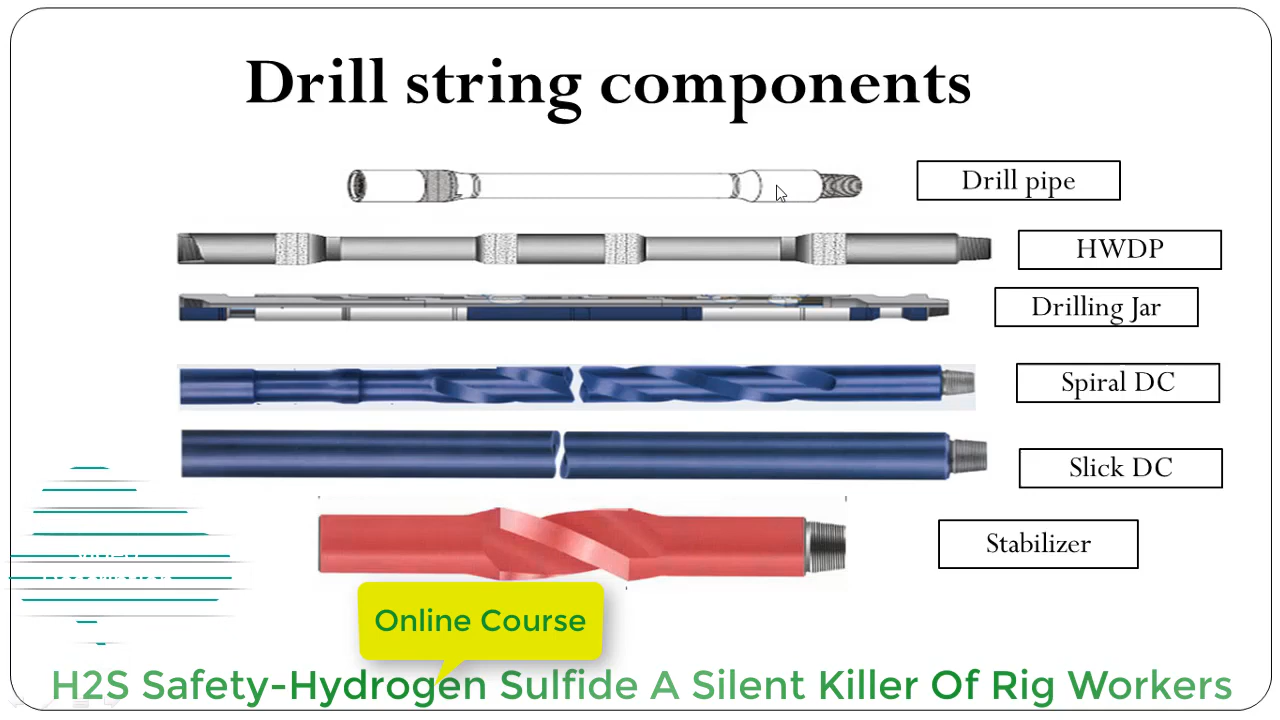 Drill string components
Drill pipe
HWDP
Drilling Jar
Spiral DC
Slick DC
Stabilizer
Online Course
H2S Safety-Hydrogen Sulfide A Silent Killer Of Rig Workers